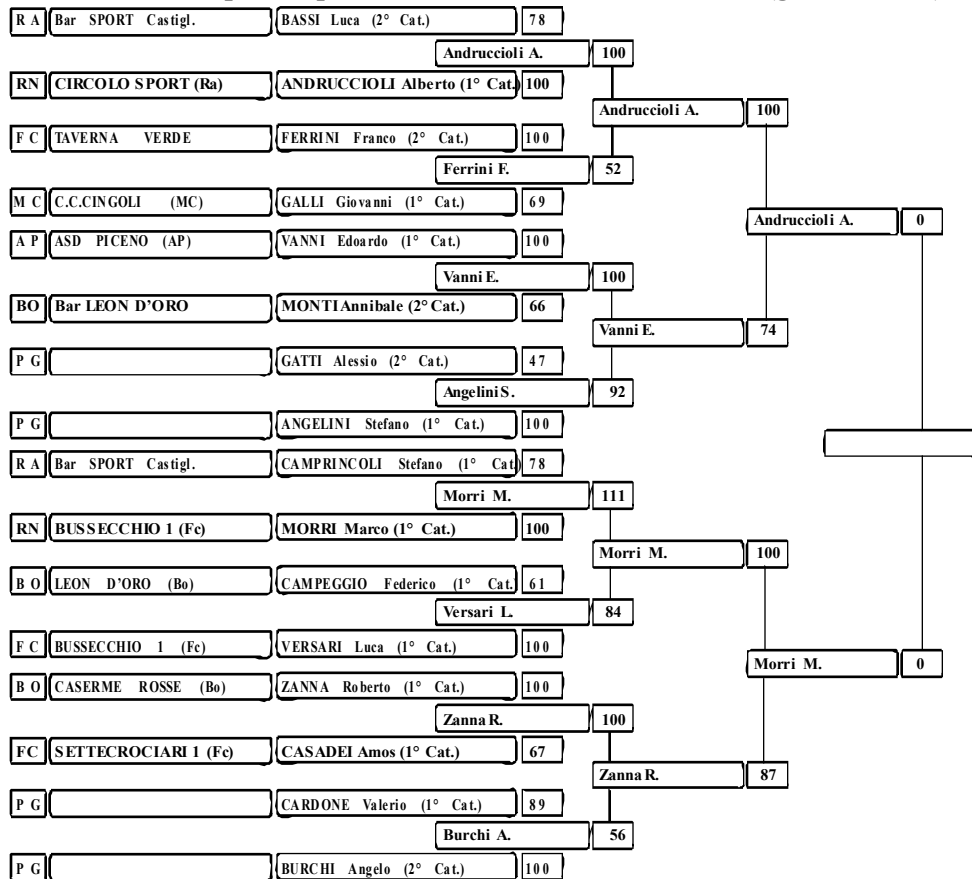 R A Bar SPORT Castigl. BASSI Luca (2° Cat.) 78
Andruccioli A. 100
RN CIRCOLO SPORT (Ra) ANDRUCCIOLI Alberto (1° Cat.) 100
Andruccioli A. 100
F C TAVERNA VERDE FERRINI Franco (2° Cat.) 100
Ferrini F. 52
M C C.C.CINGOLI (MC) GALLI Giovanni (1° Cat.) 69
Andruccioli A. 0
A P ASD PICENO (AP) VANNI Edoardo (1° Cat.) 100
Vanni E. 100
BO Bar LEON D'ORO MONTI Annibale (2° Cat.) 66
Vanni E. 74
P G GATTI Alessio (2° Cat.) 47
Angelini S. 92
P G ANGELINI Stefano (1° Cat.) 100
R A Bar SPORT Castigl. CAMPRINCOLI Stefano (1° Cat.) 78
Morri M. 111
RN BUSSECCHIO 1 (Fc) MORRI Marco (1° Cat.) 100
Morri M. 100
B O LEON D'ORO (Bo) CAMPEGGIO Federico (1° Cat.) 61
Versari L. 84
F C BUSSECCHIO 1 (Fc) VERSARI Luca (1° Cat.) 100
Morri M. 0
B O CASERME ROSSE (Bo) ZANNA Roberto (1° Cat.) 100
Zanna R. 100
FC SETTECROCIARI 1 (Fc) CASADEI Amos (1° Cat.) 67
Zanna R. 87
P G CARDONE Valerio (1° Cat.) 89
Burchi A. 56
P G BURCHI Angelo (2° Cat.) 100